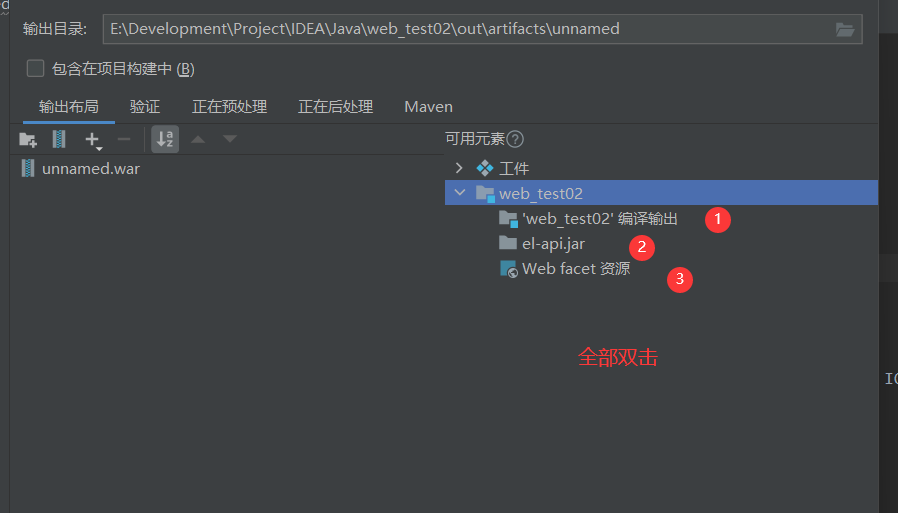 输出目录: E:\Development\Project\IDEA\Java\web_test02\out\artifacts\unnamed
包含在项目构建中 (B)
输出布局 验证 正在预处理 正在后处理 Maven
可用元素
unnamed.war
工件
web_test02
'web_test02' 编译输出 1
el-api.jar 2
Web facet 资源 3
全部双击